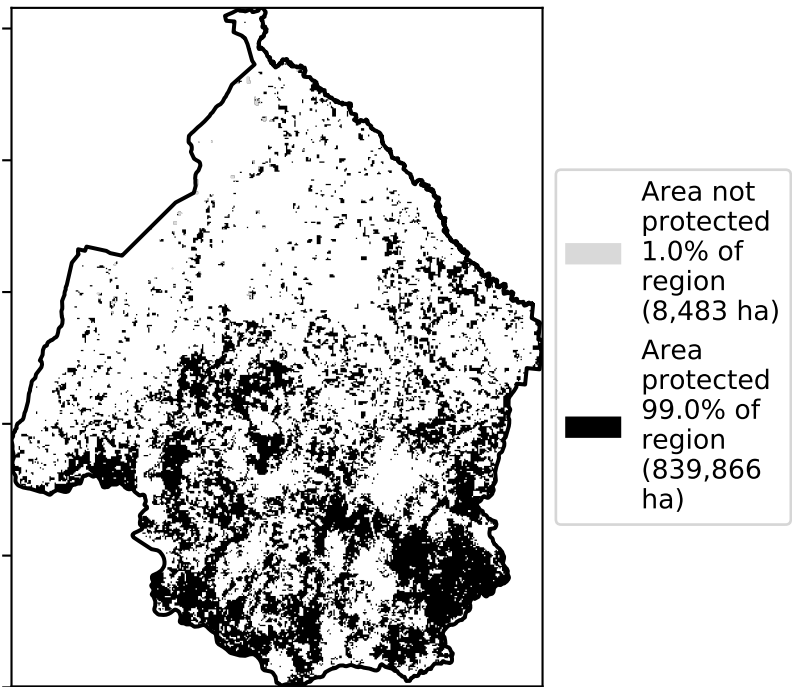 Area not
protected
1.0% of
region
(8,483 ha)
Area
protected
99.0% of
region
(839,866
ha)